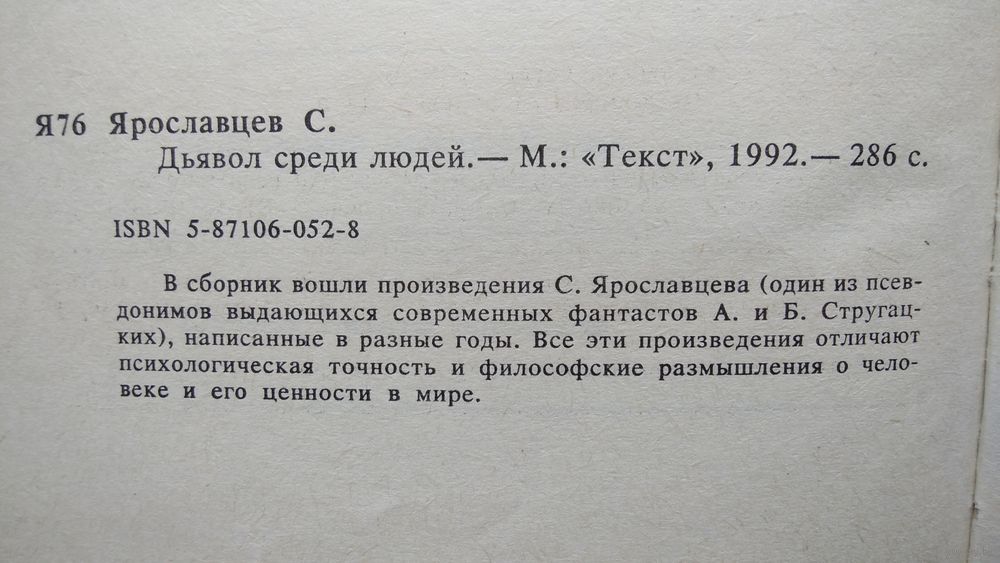 Я76 Ярославцев С.
Дьявол среди людей.— М.: «Текст», 1992.— 286 с.
ISBN 5-87106-052-8
В сборник вошли произведения С. Ярославцева (один из псев-
донимов выдающихся современных фантастов А. и Б. Стругац-
ких), написанные в разные годы. Все эти произведения отличают
психологическая точность и философские размышления о чело-
веке и его ценности в мире.